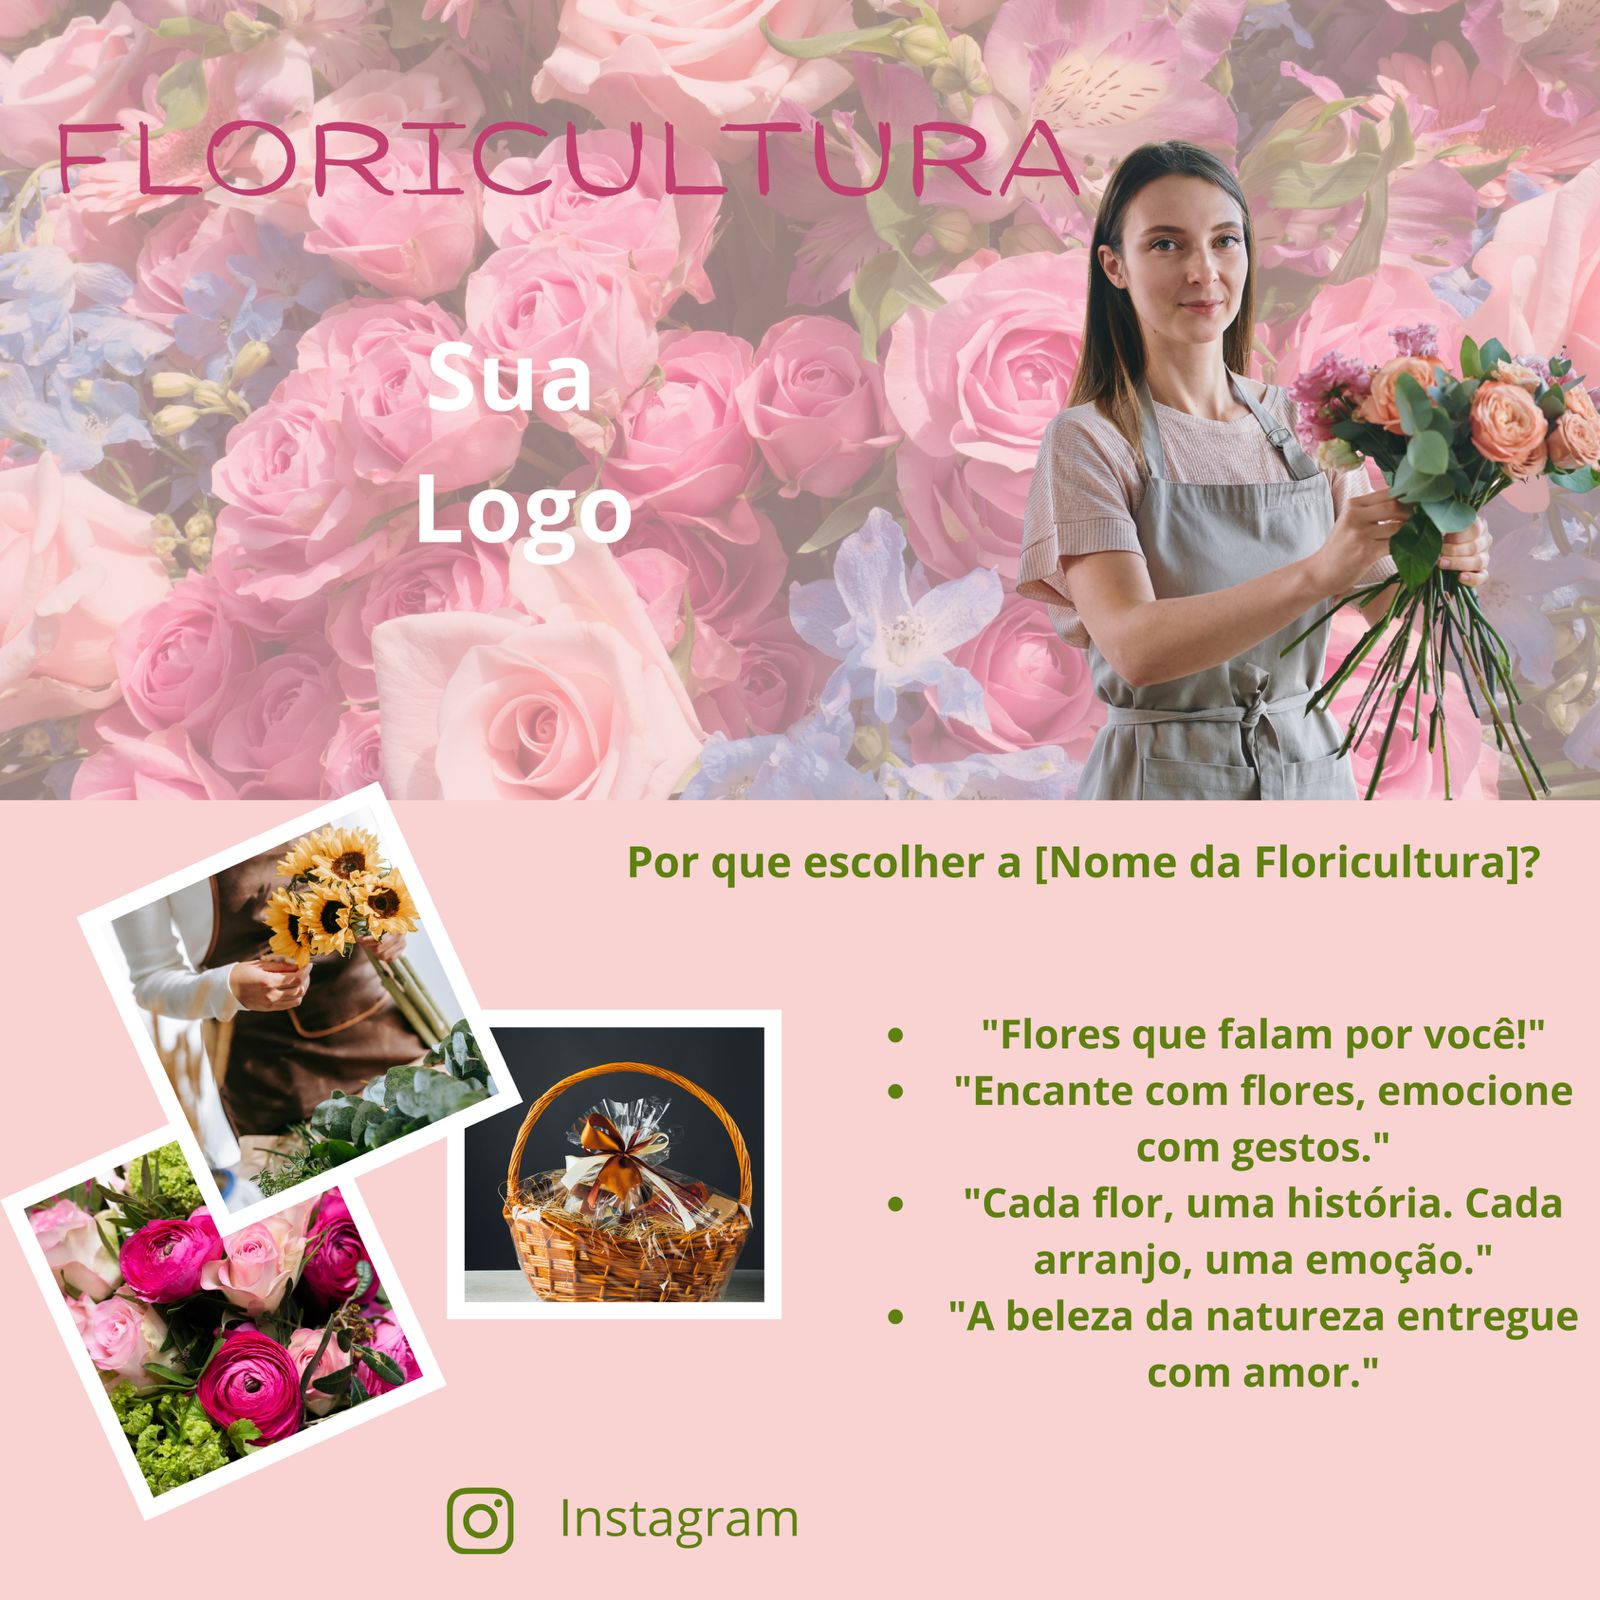 FLORICULTURA
Sua
Logo
Por que escolher a [Nome da Floricultura]?
• "Flores que falam por você!"
• "Encante com flores, emocione
com gestos."
• "Cada flor, uma história. Cada
arranjo, uma emoção."
• "A beleza da natureza entregue
com amor."
Instagram